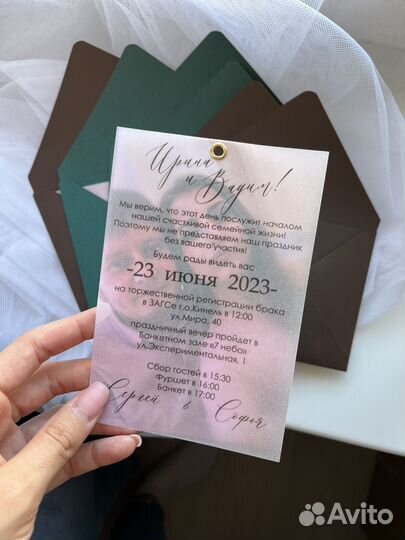 Ирина
и Вадим!
Мы верим, что этот день послужит началом
нашей счастливой семейной жизни!
Поэтому мы не представляем наш праздник
без вашего участия!
Будем рады видеть вас
-23 июня 2023-
на торжественной регистрации брака
в ЗАГСе г.о.Кинель в 12:00
ул.Мира, 40
праздничный вечер пройдет в
Банкетном зале «7 небо»
ул.Экспериментальная, 1
Сбор гостей в 15:30
Фуршет в 16:00
Банкет в 17:00
Сергей и Софья
Avito